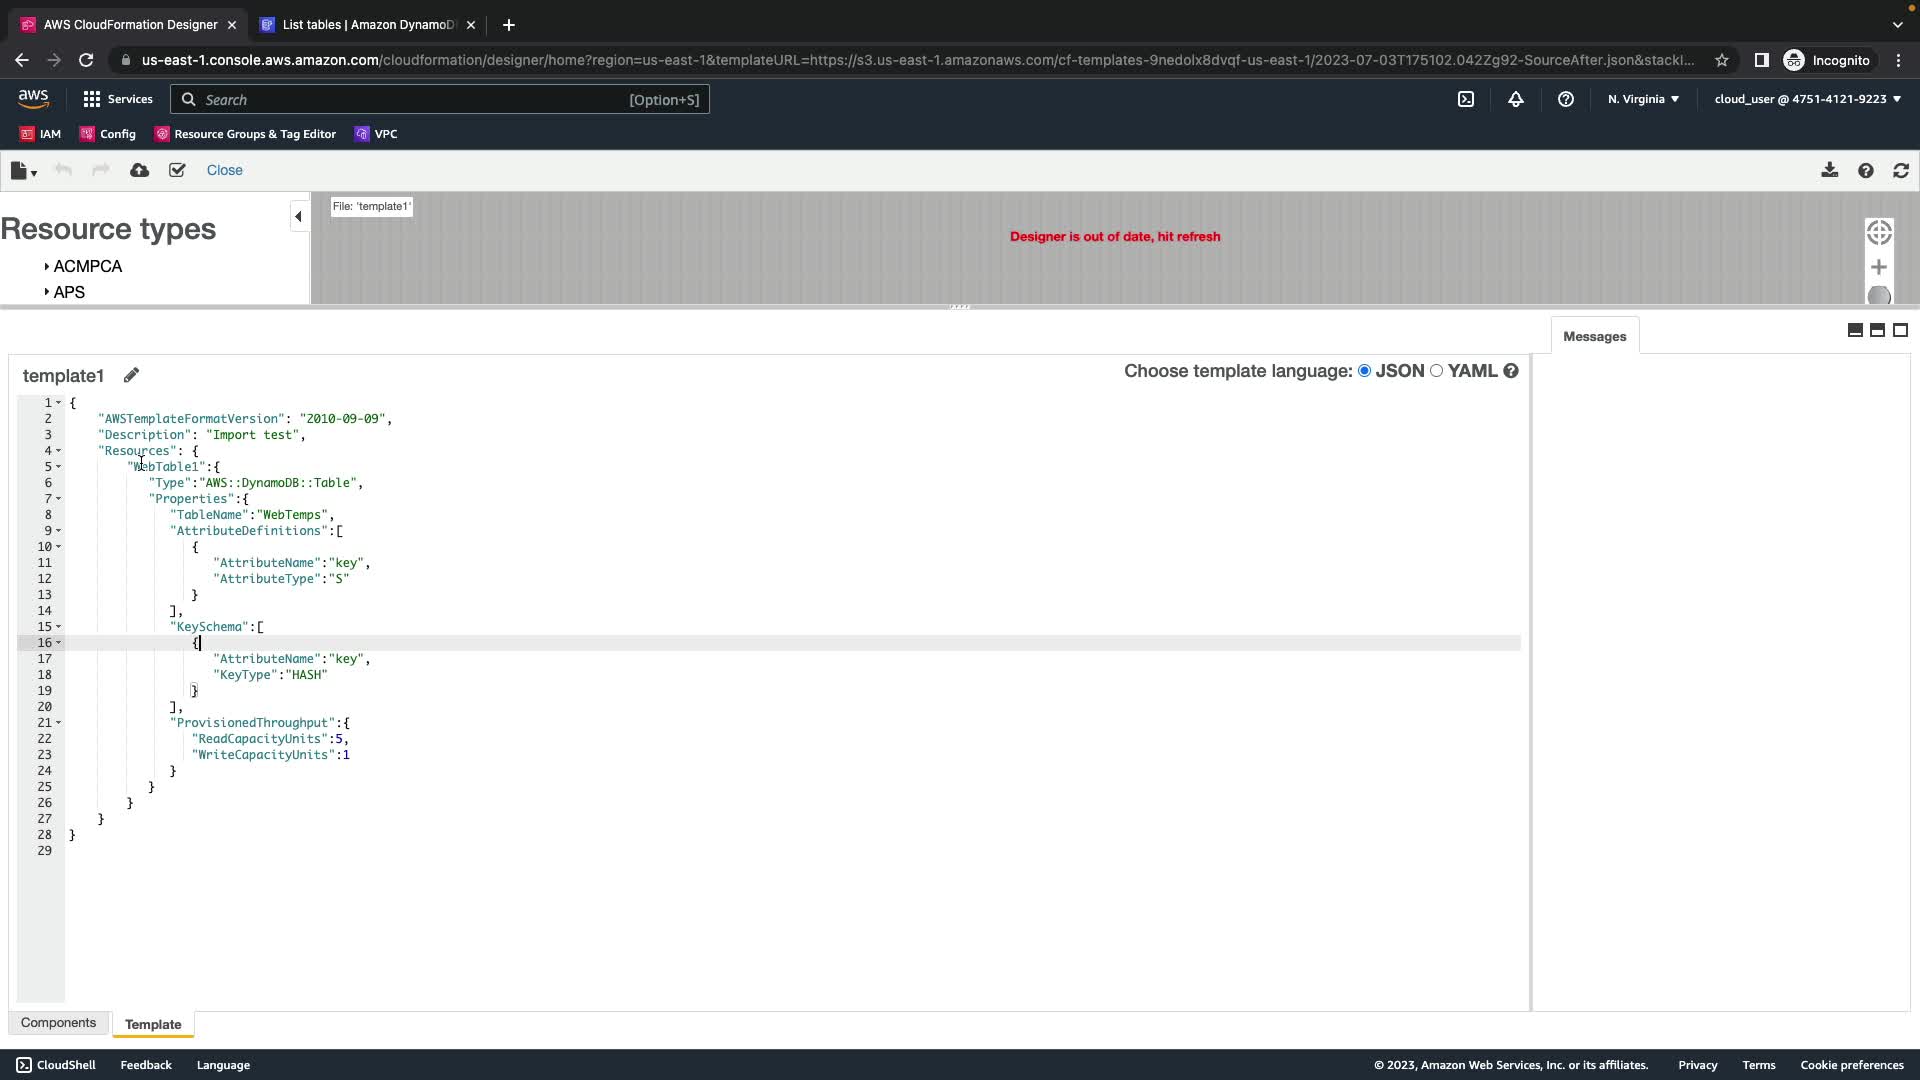 AWS CloudFormation Designer
List tables | Amazon DynamoD
us-east-1.console.aws.amazon.com/cloudformation/designer/home?region=us-east-1&templateURL=https://s3.us-east-1.amazonaws.com/cf-templates-9nedolx8dvqf-us-east-1/2023-07-03T175102.042Zg92-SourceAfter.json&stackI...
Incognito
aws
Services
Search
[Option+S]
N. Virginia
cloud_user @ 4751-4121-9223
IAM
Config
Resource Groups & Tag Editor
VPC
Close
Resource types
ACMPCA
APS
File: 'template1'
Designer is out of date, hit refresh
Messages
template1
Choose template language: JSON YAML
1 {
2 "AWSTemplateFormatVersion": "2010-09-09",
3 "Description": "Import test",
4 "Resources": {
5 "WebTable1":{
6 "Type":"AWS::DynamoDB::Table",
7 "Properties":{
8 "TableName":"WebTemps",
9 "AttributeDefinitions":[
10 {
11 "AttributeName":"key",
12 "AttributeType":"S"
13 }
14 ],
15 "KeySchema":[
16 {
17 "AttributeName":"key",
18 "KeyType":"HASH"
19 }
20 ],
21 "ProvisionedThroughput":{
22 "ReadCapacityUnits":5,
23 "WriteCapacityUnits":1
24 }
25 }
26 }
27 }
28 }
29
Components
Template
CloudShell
Feedback
Language
© 2023, Amazon Web Services, Inc. or its affiliates.
Privacy
Terms
Cookie preferences